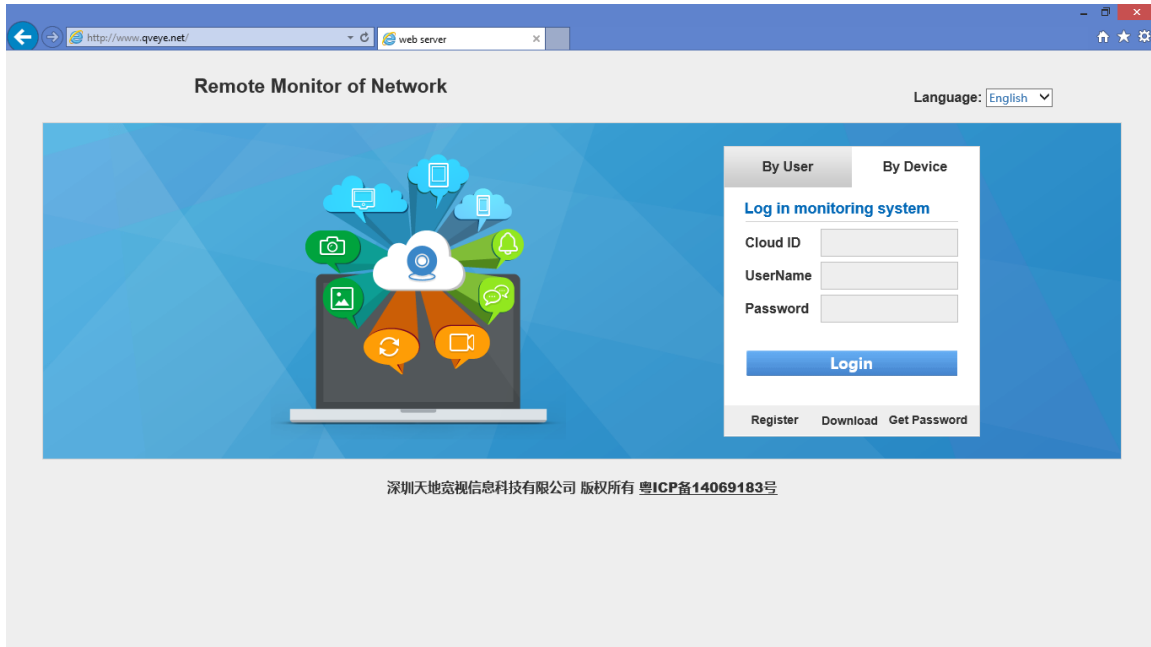 http://www.qveye.net/
web server
Remote Monitor of Network
Language: English
By User
By Device
Log in monitoring system
Cloud ID
UserName
Password
Login
Register
Download
Get Password
深圳天地宽视信息科技有限公司 版权所有 粤ICP备14069183号